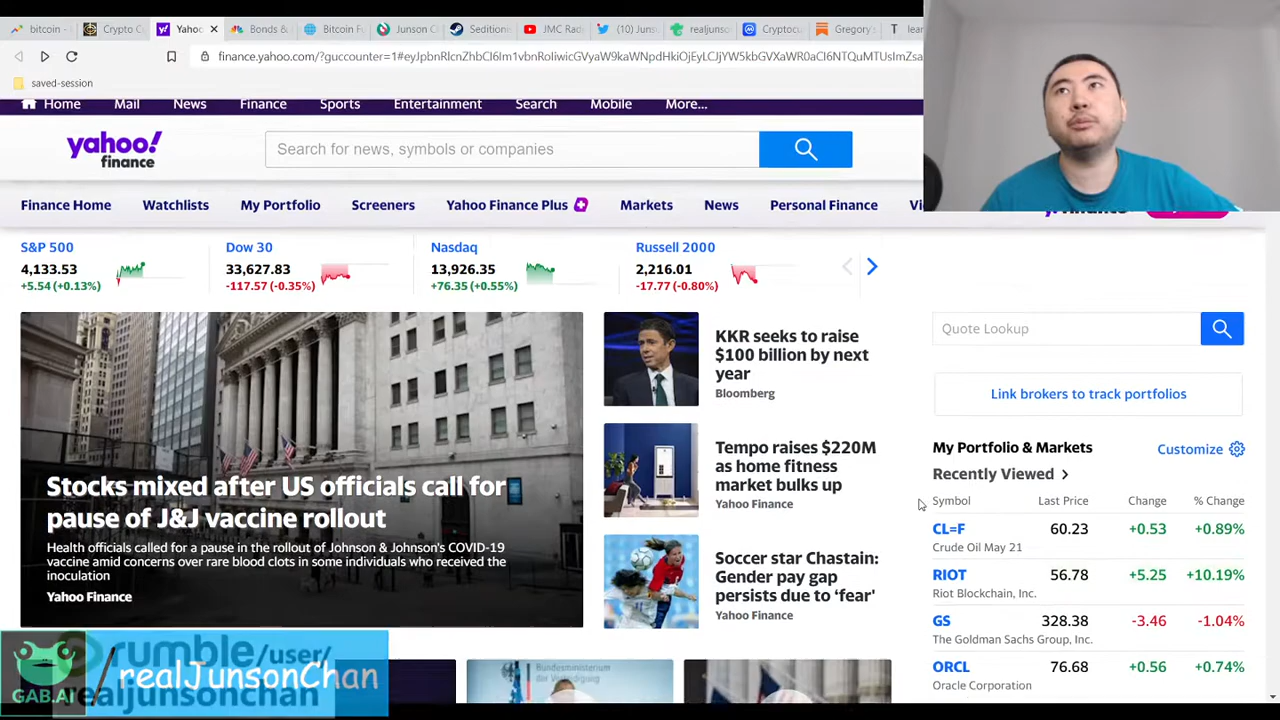 bitcoin -
Crypto C
Yahoo
Bonds &
Bitcoin F
Junson C
Sedition
JMC Rad
(10) Juns
realjunso
Cryptocu
Gregory's
lear
finance.yahoo.com/?guccounter=1#eyJpbnRlcnZhbCI6Im1vbnRoIiwicGVyaW9kaWNpdHkiOjEyLCJjYW5kbGVXaWR0aCI6NTQuMTUsImZsa
saved-session
Home Mail News Finance Sports Entertainment Search Mobile More...
yahoo!
finance
Search for news, symbols or companies
Finance Home Watchlists My Portfolio Screeners Yahoo Finance Plus Markets News Personal Finance Vi
S&P 500
4,133.53
+5.54 (+0.13%)
Dow 30
33,627.83
-117.57 (-0.35%)
Nasdaq
13,926.35
+76.35 (+0.55%)
Russell 2000
2,216.01
-17.77 (-0.80%)
Stocks mixed after US officials call for
pause of J&J vaccine rollout
Health officials called for a pause in the rollout of Johnson & Johnson's COVID-19
vaccine amid concerns over rare blood clots in some individuals who received the
inoculation
Yahoo Finance
KKR seeks to raise
$100 billion by next
year
Bloomberg
Tempo raises $220M
as home fitness
market bulks up
Yahoo Finance
Soccer star Chastain:
Gender pay gap
persists due to ‘fear’
Yahoo Finance
Quote Lookup
Link brokers to track portfolios
My Portfolio & Markets Customize
Recently Viewed
Symbol Last Price Change % Change
CL=F 60.23 +0.53 +0.89%
Crude Oil May 21
RIOT 56.78 +5.25 +10.19%
Riot Blockchain, Inc.
GS 328.38 -3.46 -1.04%
The Goldman Sachs Group, Inc.
ORCL 76.68 +0.56 +0.74%
Oracle Corporation
Bundesministerium
GAB.AI
rumble/user/
/realJunsonChan
realjunsonchan